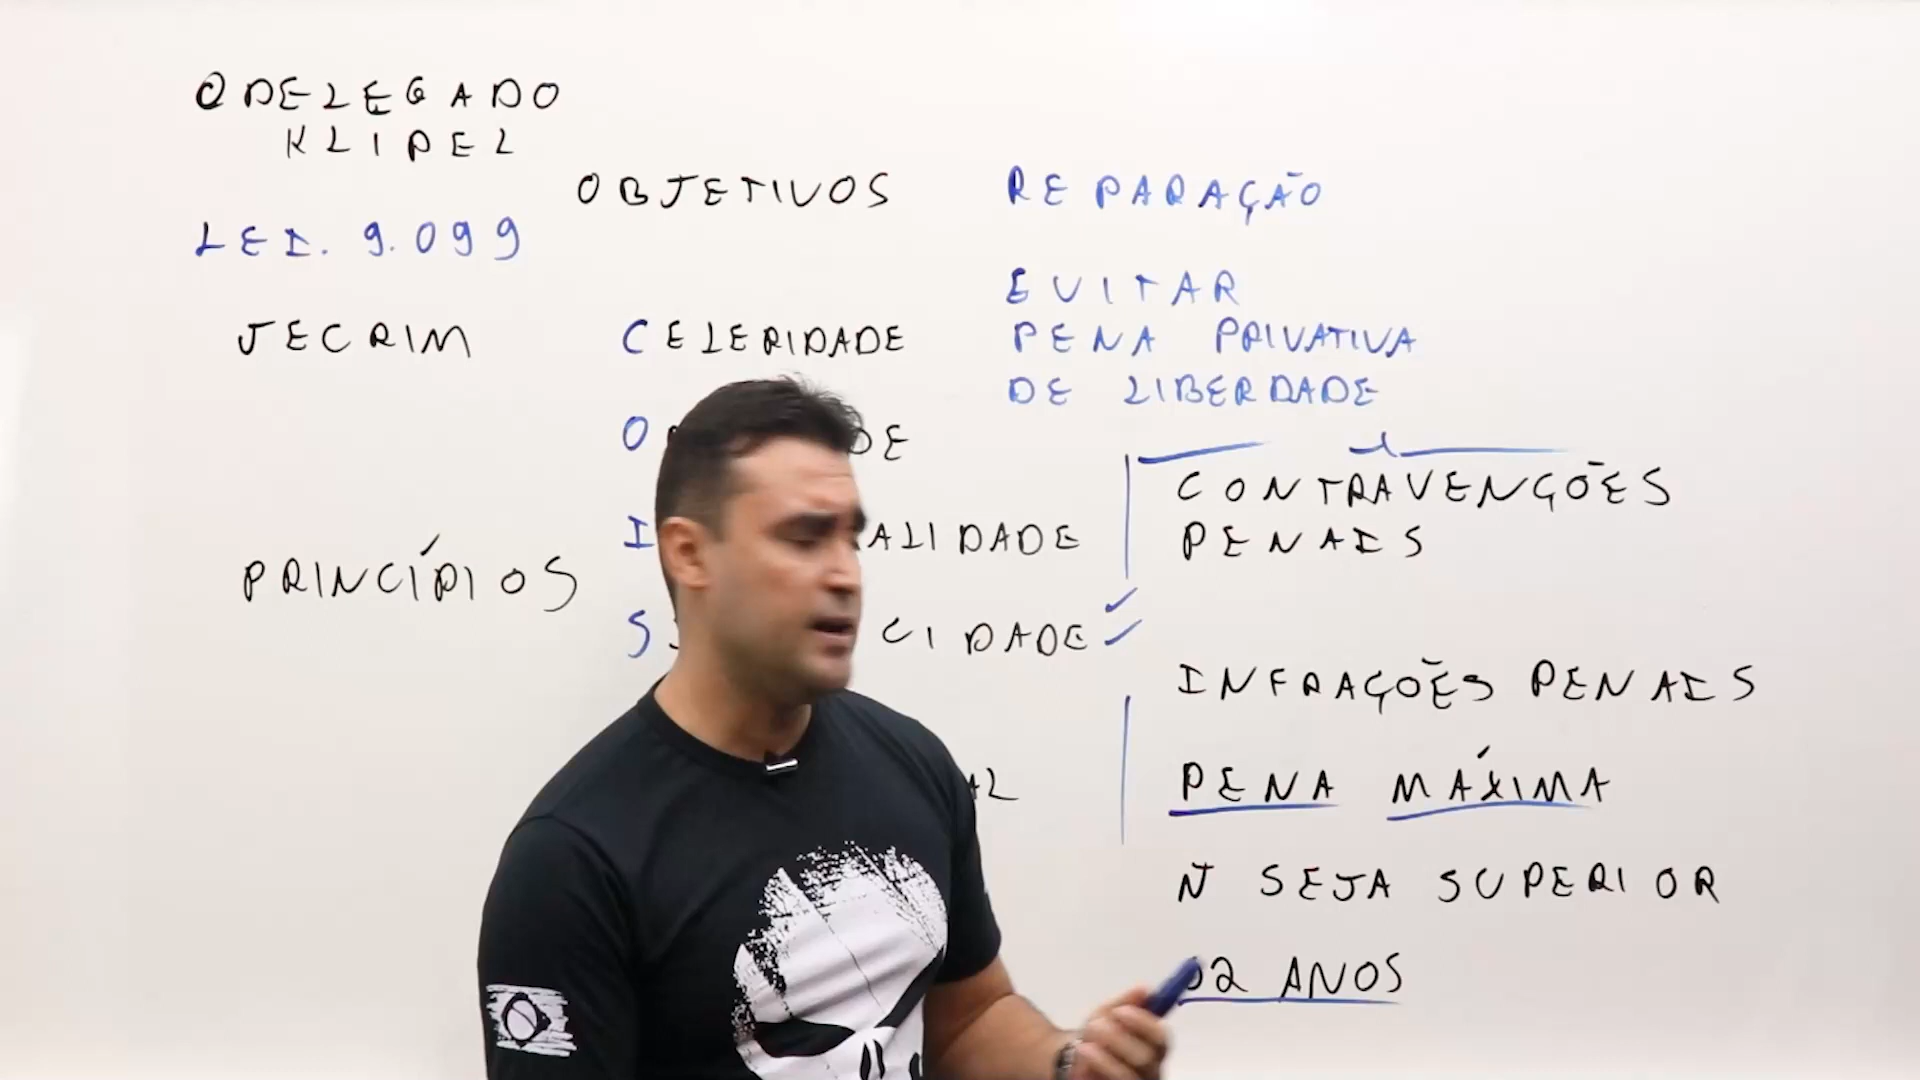 @DELEGADO
KLIPEL
OBJETIVOS
REPARAÇÃO
LEI. 9.099
EVITAR
PENA PRIVATIVA
DE LIBERDADE
JECRIM
CELERIDADE
CONTRAVENÇÕES
PENAIS
PRINCÍPIOS
INFRAÇÕES PENAIS
PENA MÁXIMA
Ñ SEJA SUPERIOR
02 ANOS